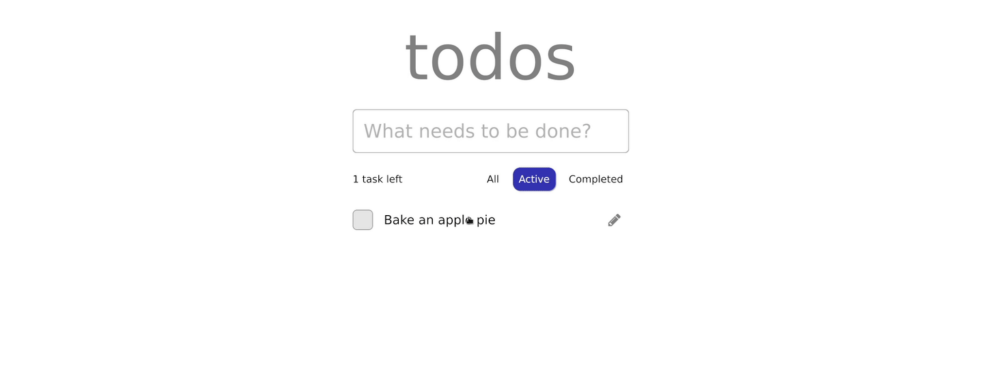 todos
What needs to be done?
1 task left All Active Completed
Bake an apple pie